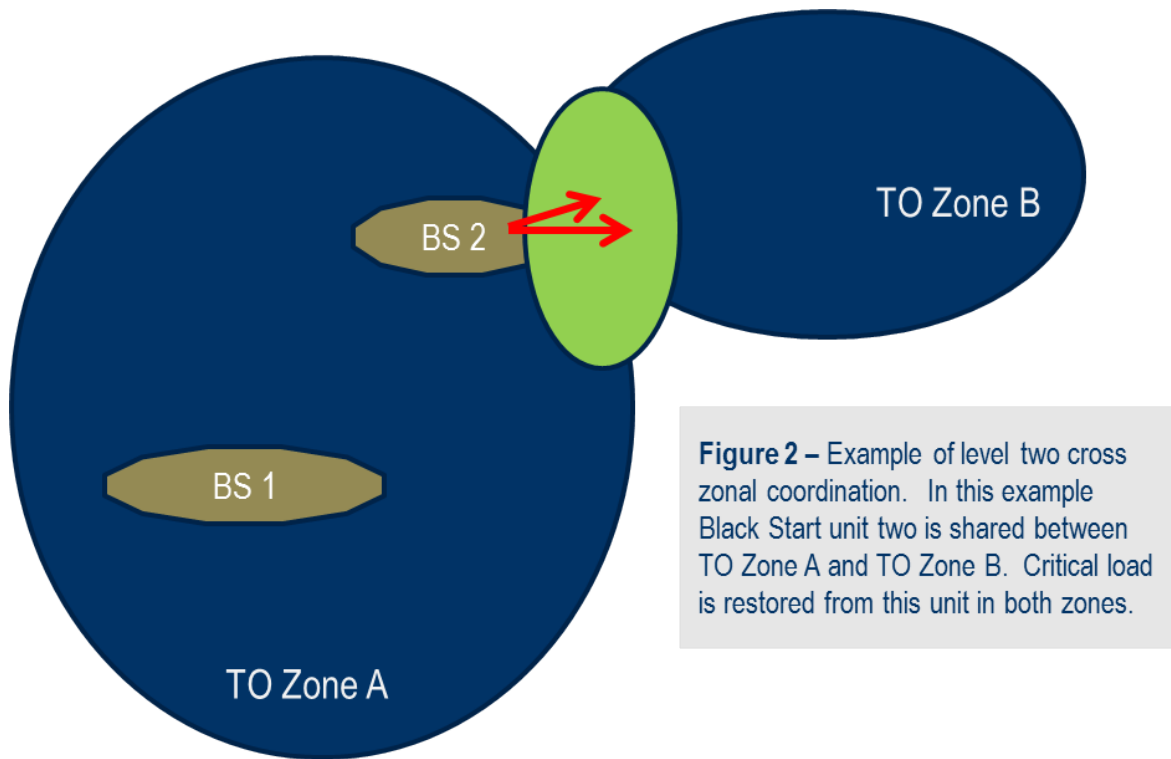 TO Zone B
BS 2
BS 1
TO Zone A
Figure 2 – Example of level two cross
zonal coordination. In this example
Black Start unit two is shared between
TO Zone A and TO Zone B. Critical load
is restored from this unit in both zones.